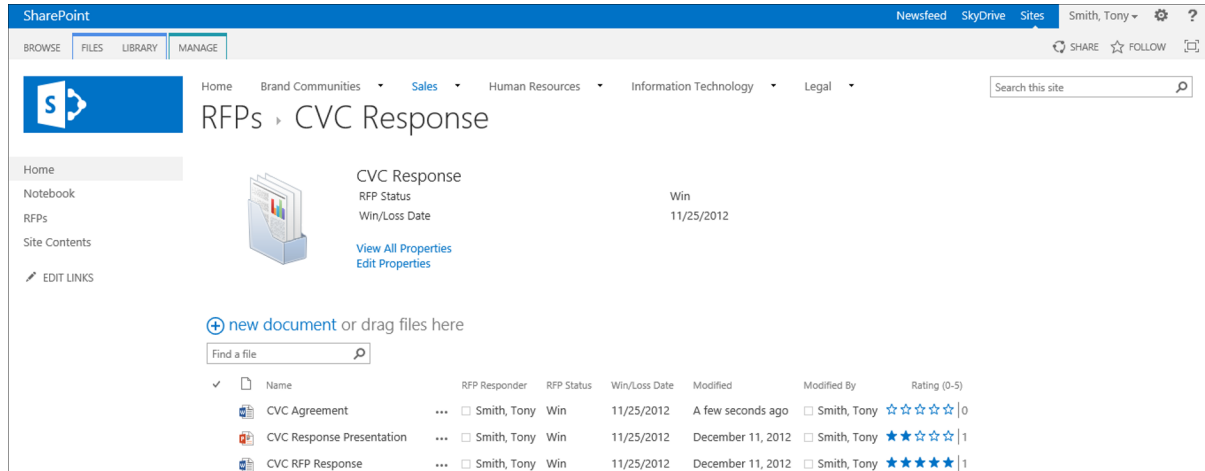 SharePoint Newsfeed SkyDrive Sites Smith, Tony ?
BROWSE FILES LIBRARY MANAGE SHARE FOLLOW
S
Home Brand Communities Sales Human Resources Information Technology Legal Search this site
RFPs CVC Response
Home
Notebook
RFPs
Site Contents
EDIT LINKS
CVC Response
RFP Status Win
Win/Loss Date 11/25/2012
View All Properties
Edit Properties
new document or drag files here
Find a file
Name RFP Responder RFP Status Win/Loss Date Modified Modified By Rating (0-5)
CVC Agreement ... Smith, Tony Win 11/25/2012 A few seconds ago Smith, Tony 0
CVC Response Presentation ... Smith, Tony Win 11/25/2012 December 11, 2012 Smith, Tony 1
CVC RFP Response ... Smith, Tony Win 11/25/2012 December 11, 2012 Smith, Tony 1